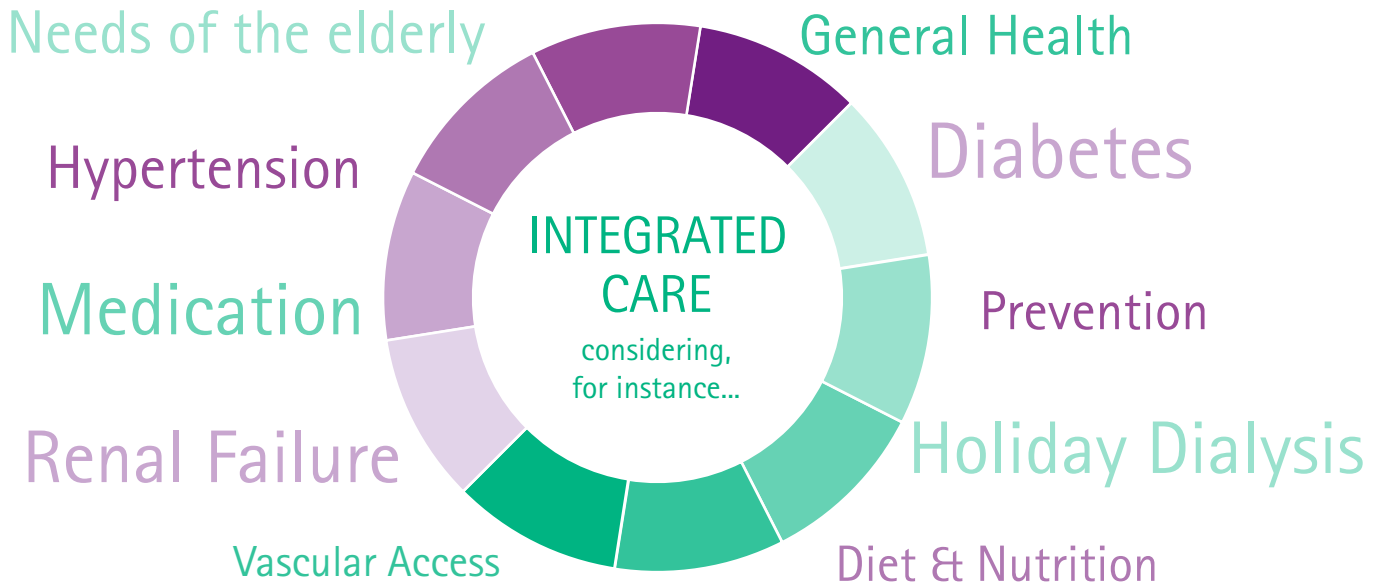 Needs of the elderly
General Health
Hypertension
Diabetes
INTEGRATED
CARE
considering,
for instance...
Medication
Prevention
Renal Failure
Holiday Dialysis
Vascular Access
Diet & Nutrition